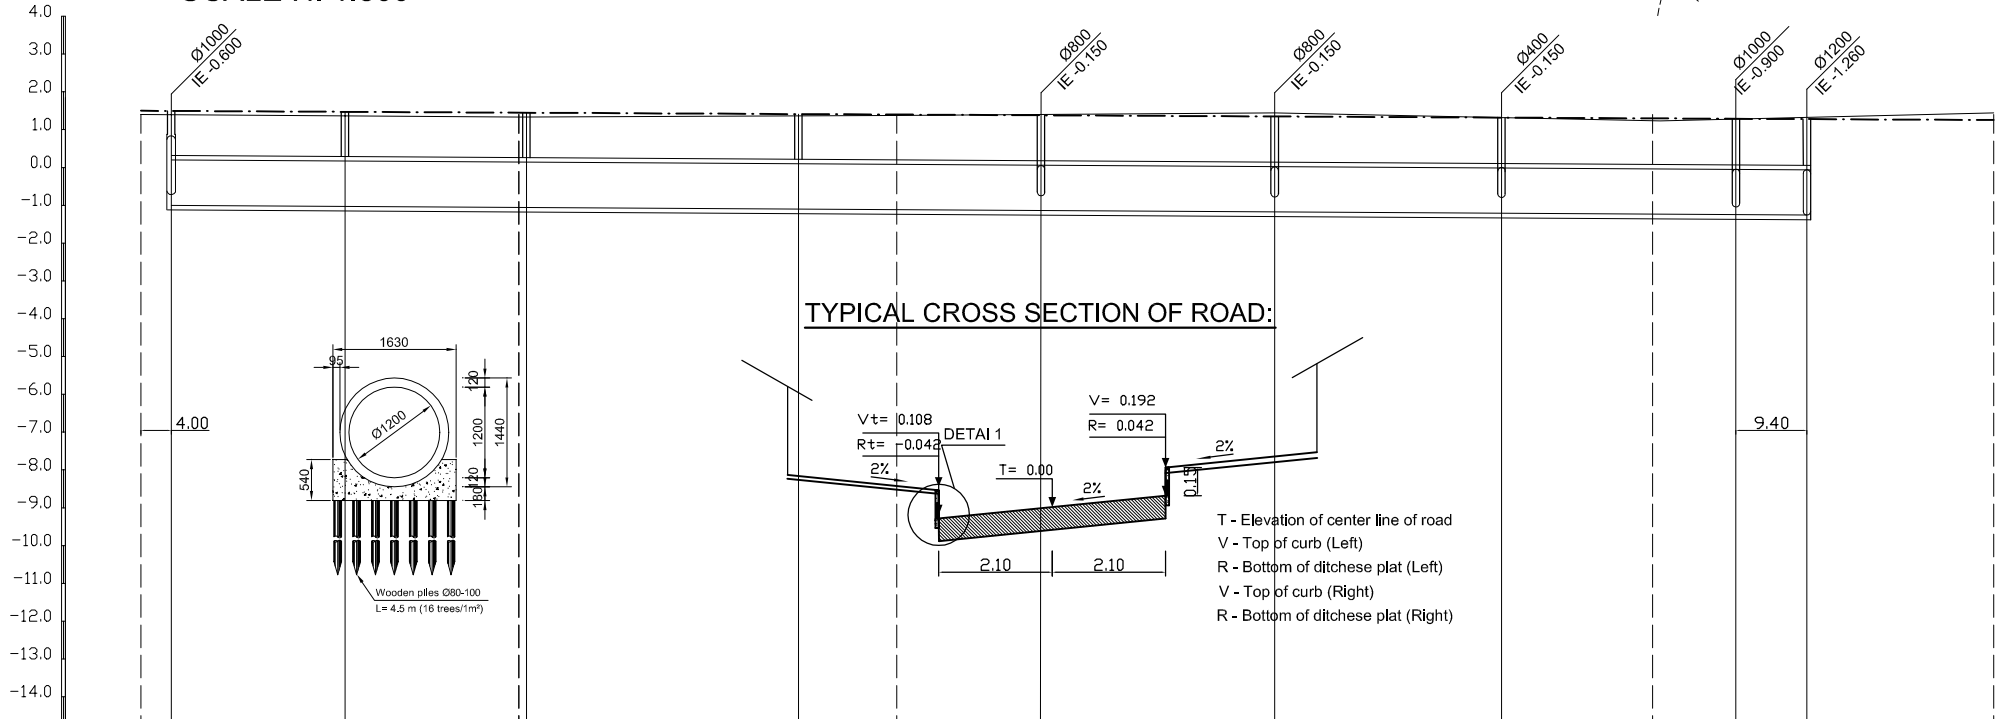 4.0
3.0
2.0
1.0
0.0
-1.0
-2.0
-3.0
-4.0
-5.0
-6.0
-7.0
-8.0
-9.0
-10.0
-11.0
-12.0
-13.0
-14.0
Ø1000
IE -0.600
Ø800
IE -0.150
Ø800
IE -0.150
Ø400
IE -0.150
Ø1000
IE -0.900
Ø1200
IE -1.260
4.00
9.40
1630
95
Ø1200
120
1200
1440
120
180
540
Wooden piles Ø80-100
L= 4.5 m (16 trees/1m²)
TYPICAL CROSS SECTION OF ROAD:
Vt= 0.108
Rt= -0.042
DETAI 1
2%
T= 0.00
2%
V= 0.192
R= 0.042
2%
0.15
2.10
2.10
T - Elevation of center line of road
V - Top of curb (Left)
R - Bottom of ditchese plat (Left)
V - Top of curb (Right)
R - Bottom of ditchese plat (Right)